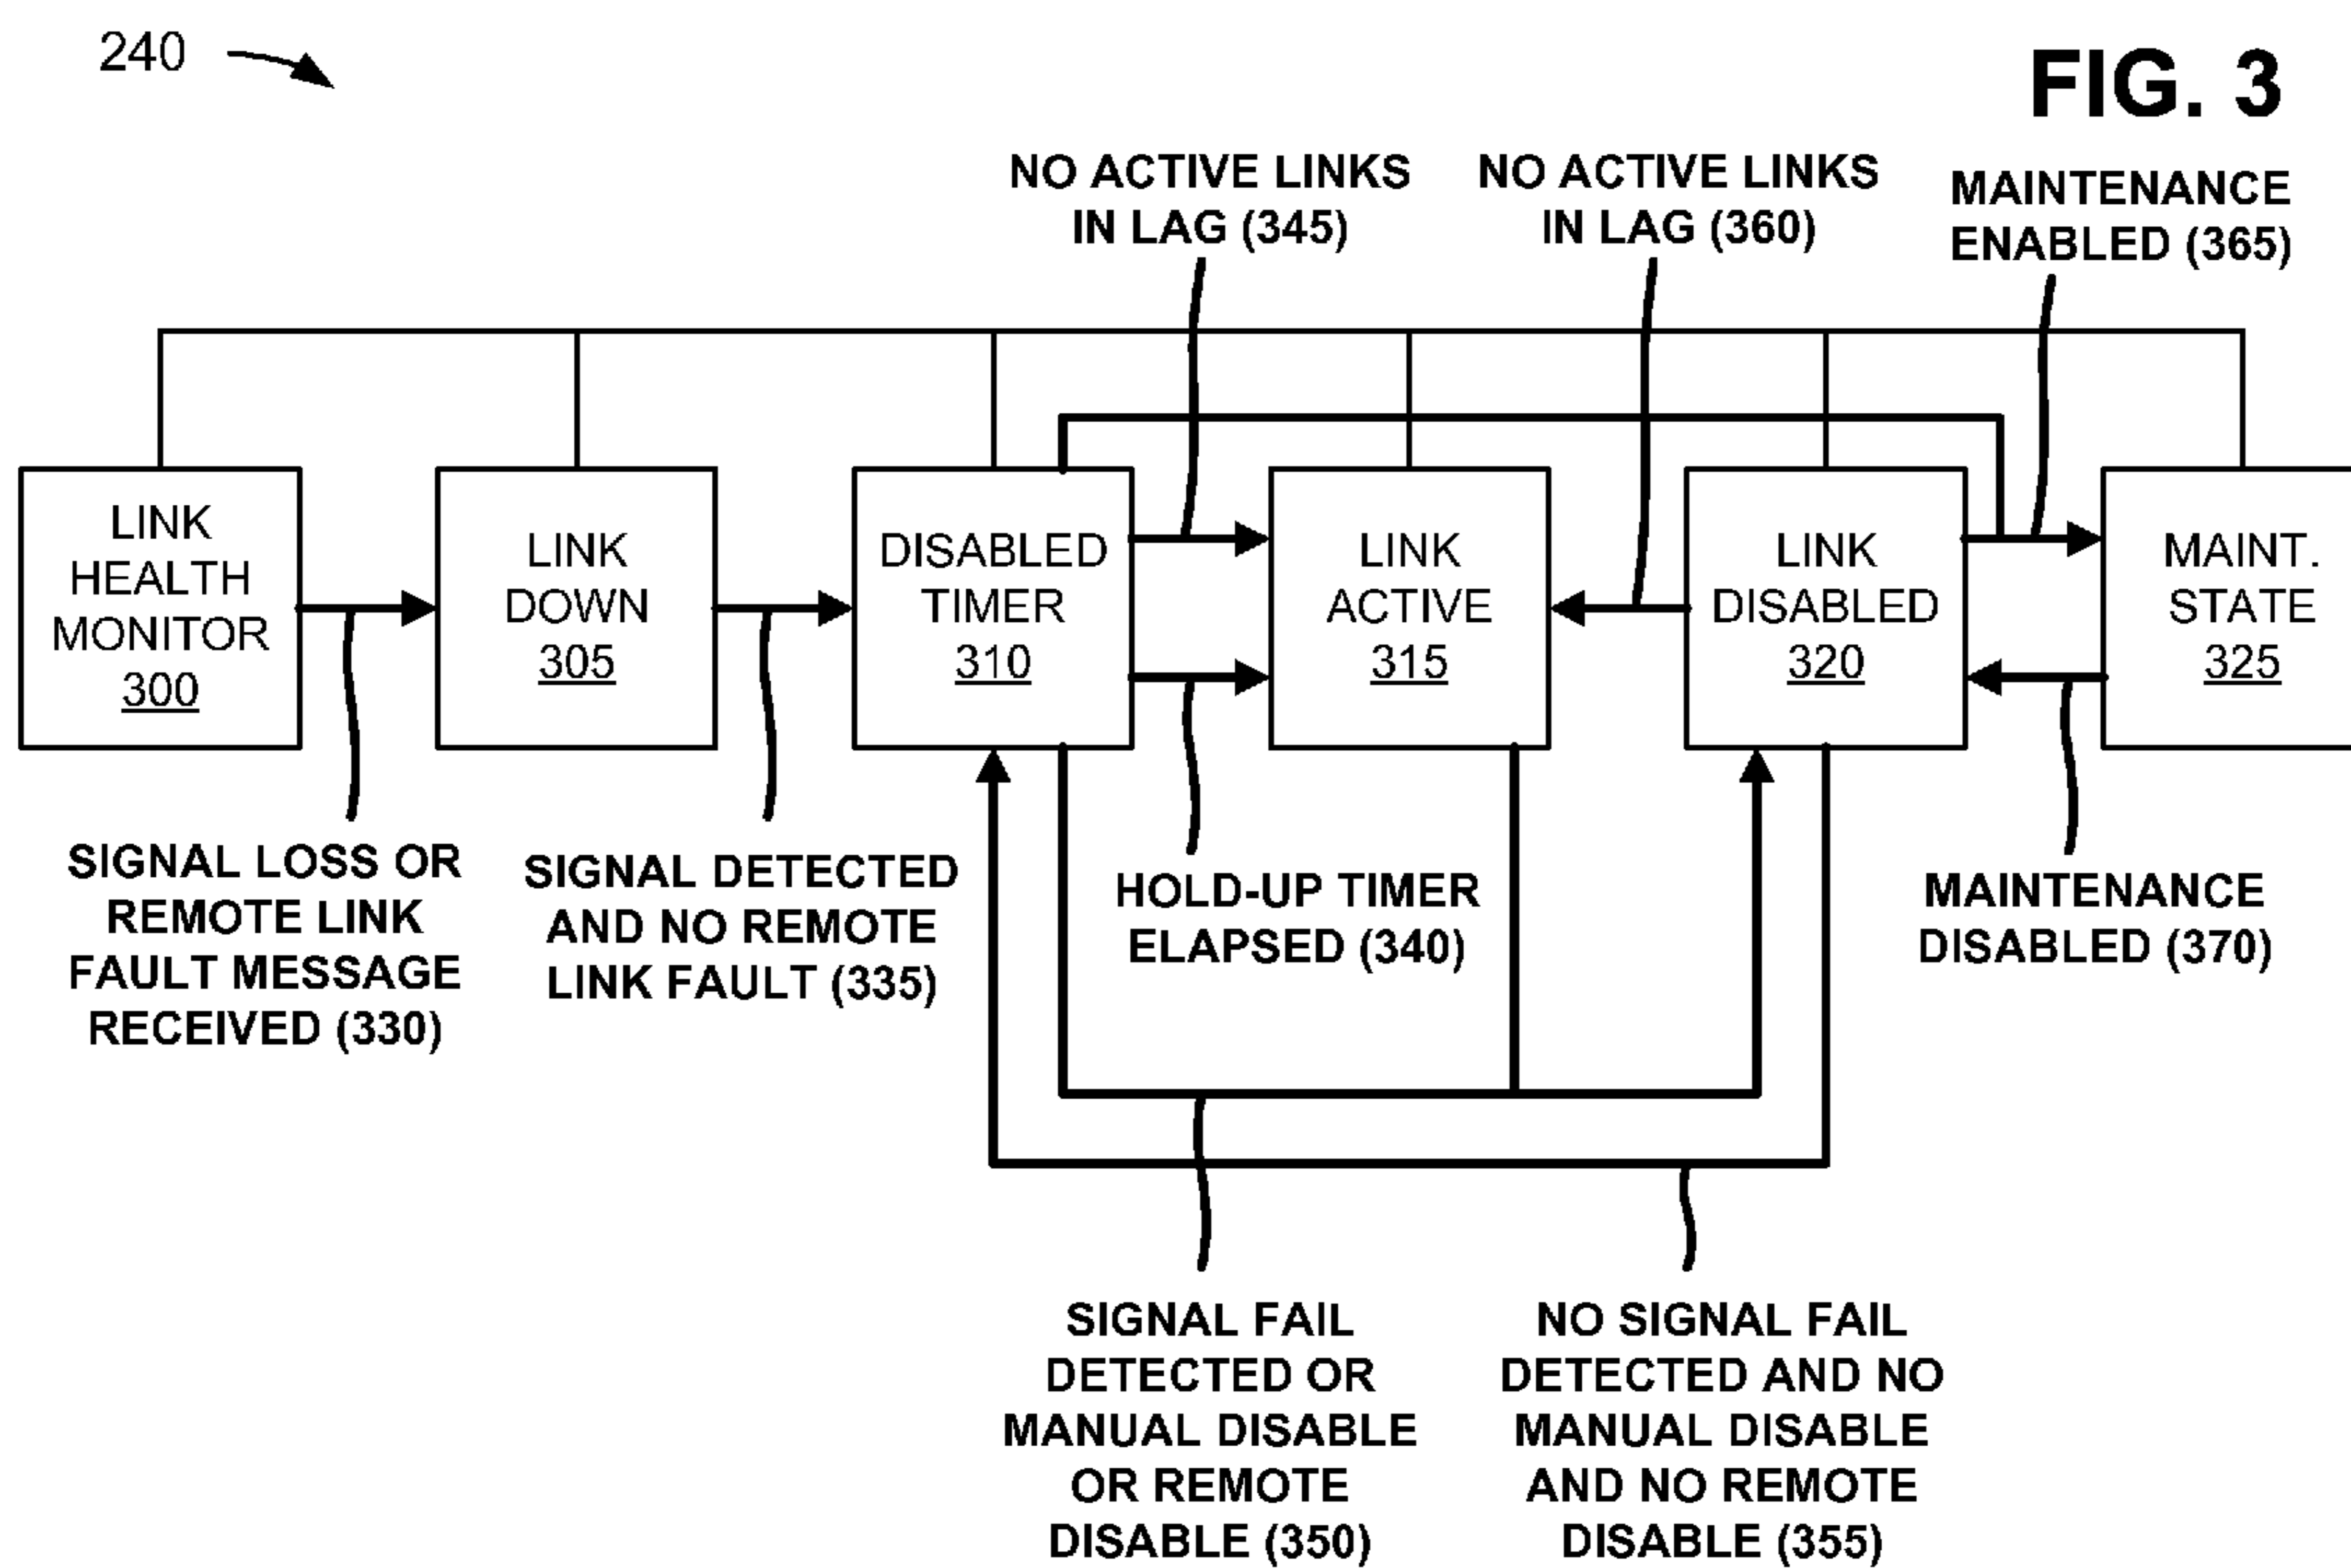 240
FIG. 3
NO ACTIVE LINKS
IN LAG (345)
NO ACTIVE LINKS
IN LAG (360)
MAINTENANCE
ENABLED (365)
LINK
HEALTH
MONITOR
300
LINK
DOWN
305
DISABLED
TIMER
310
LINK
ACTIVE
315
LINK
DISABLED
320
MAINT.
STATE
325
SIGNAL LOSS OR
REMOTE LINK
FAULT MESSAGE
RECEIVED (330)
SIGNAL DETECTED
AND NO REMOTE
LINK FAULT (335)
HOLD-UP TIMER
ELAPSED (340)
MAINTENANCE
DISABLED (370)
SIGNAL FAIL
DETECTED OR
MANUAL DISABLE
OR REMOTE
DISABLE (350)
NO SIGNAL FAIL
DETECTED AND NO
MANUAL DISABLE
AND NO REMOTE
DISABLE (355)